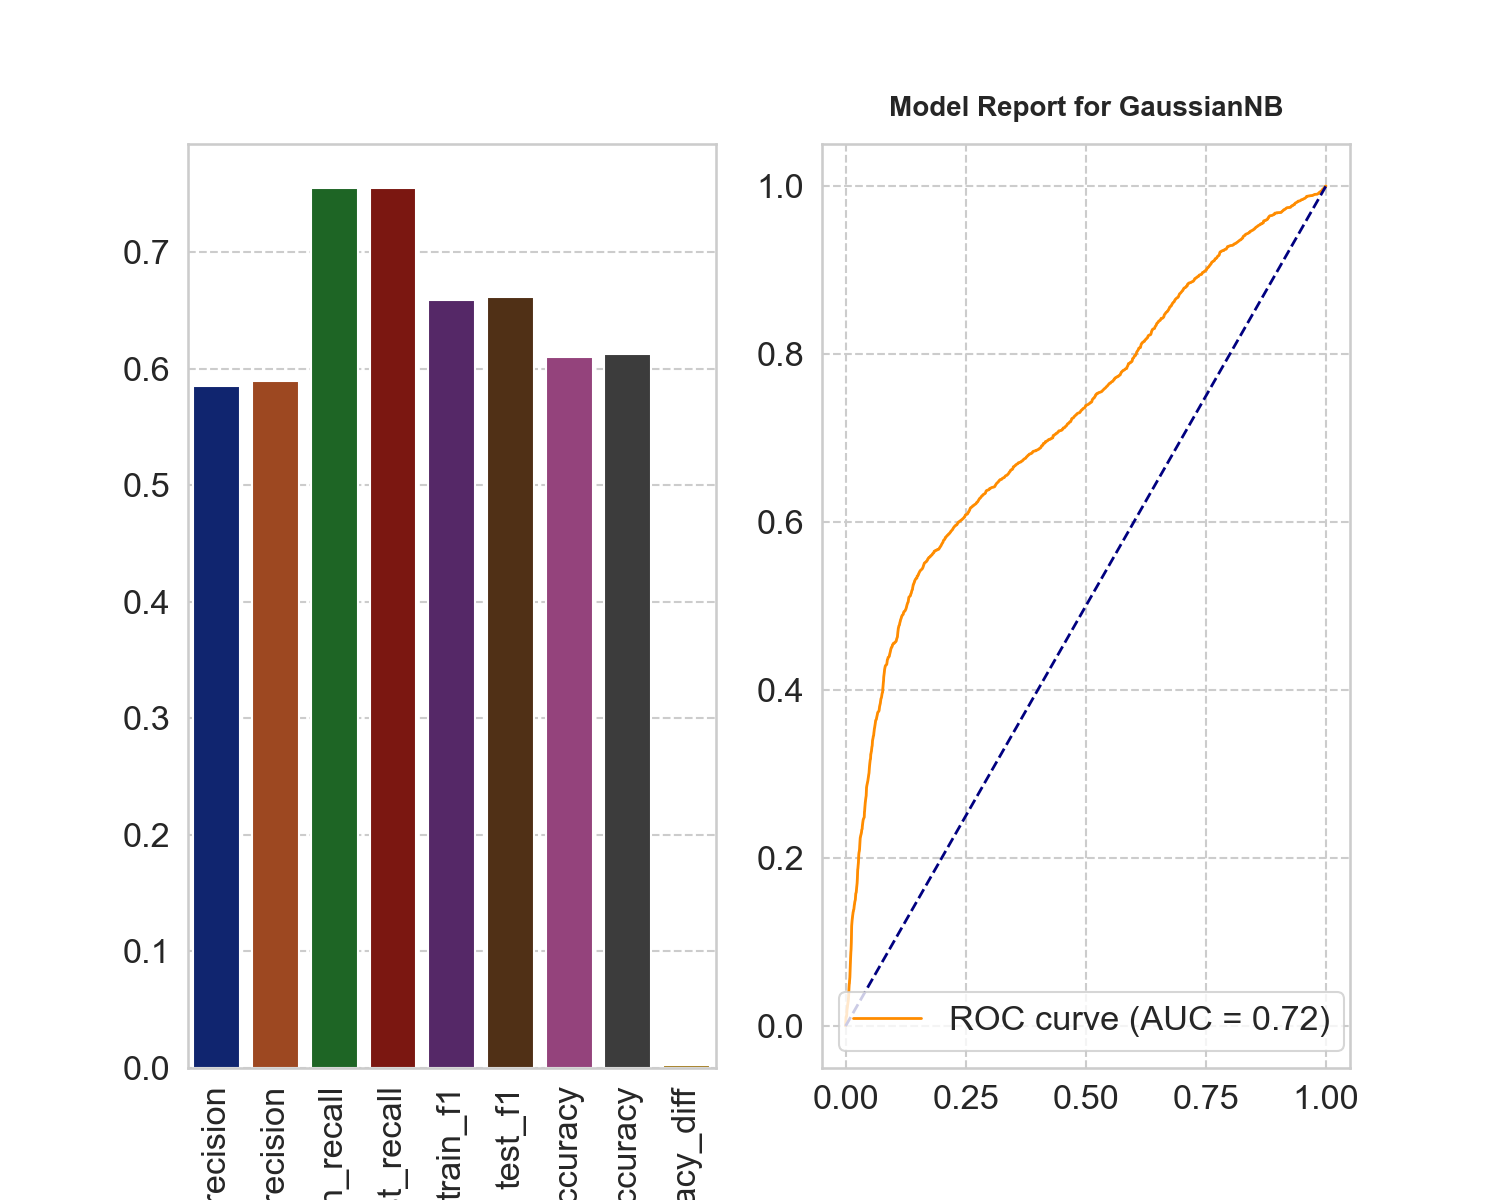 Model Report for GaussianNB
0.7
0.6
0.5
0.4
0.3
0.2
0.1
0.0
recision
recision
n_recall
t_recall
train_f1
test_f1
ccuracy
ccuracy
acy_diff
1.0
0.8
0.6
0.4
0.2
0.0
ROC curve (AUC = 0.72)
0.00 0.25 0.50 0.75 1.00